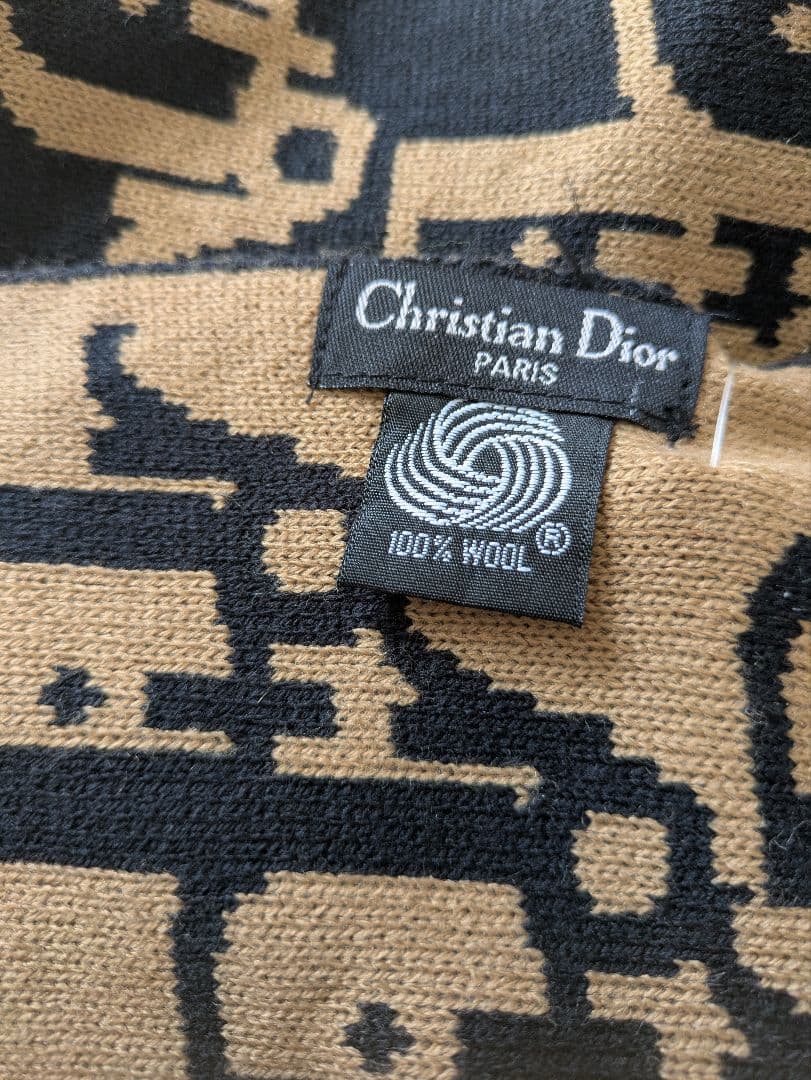 Christian Dior
PARIS
100% WOOL ®